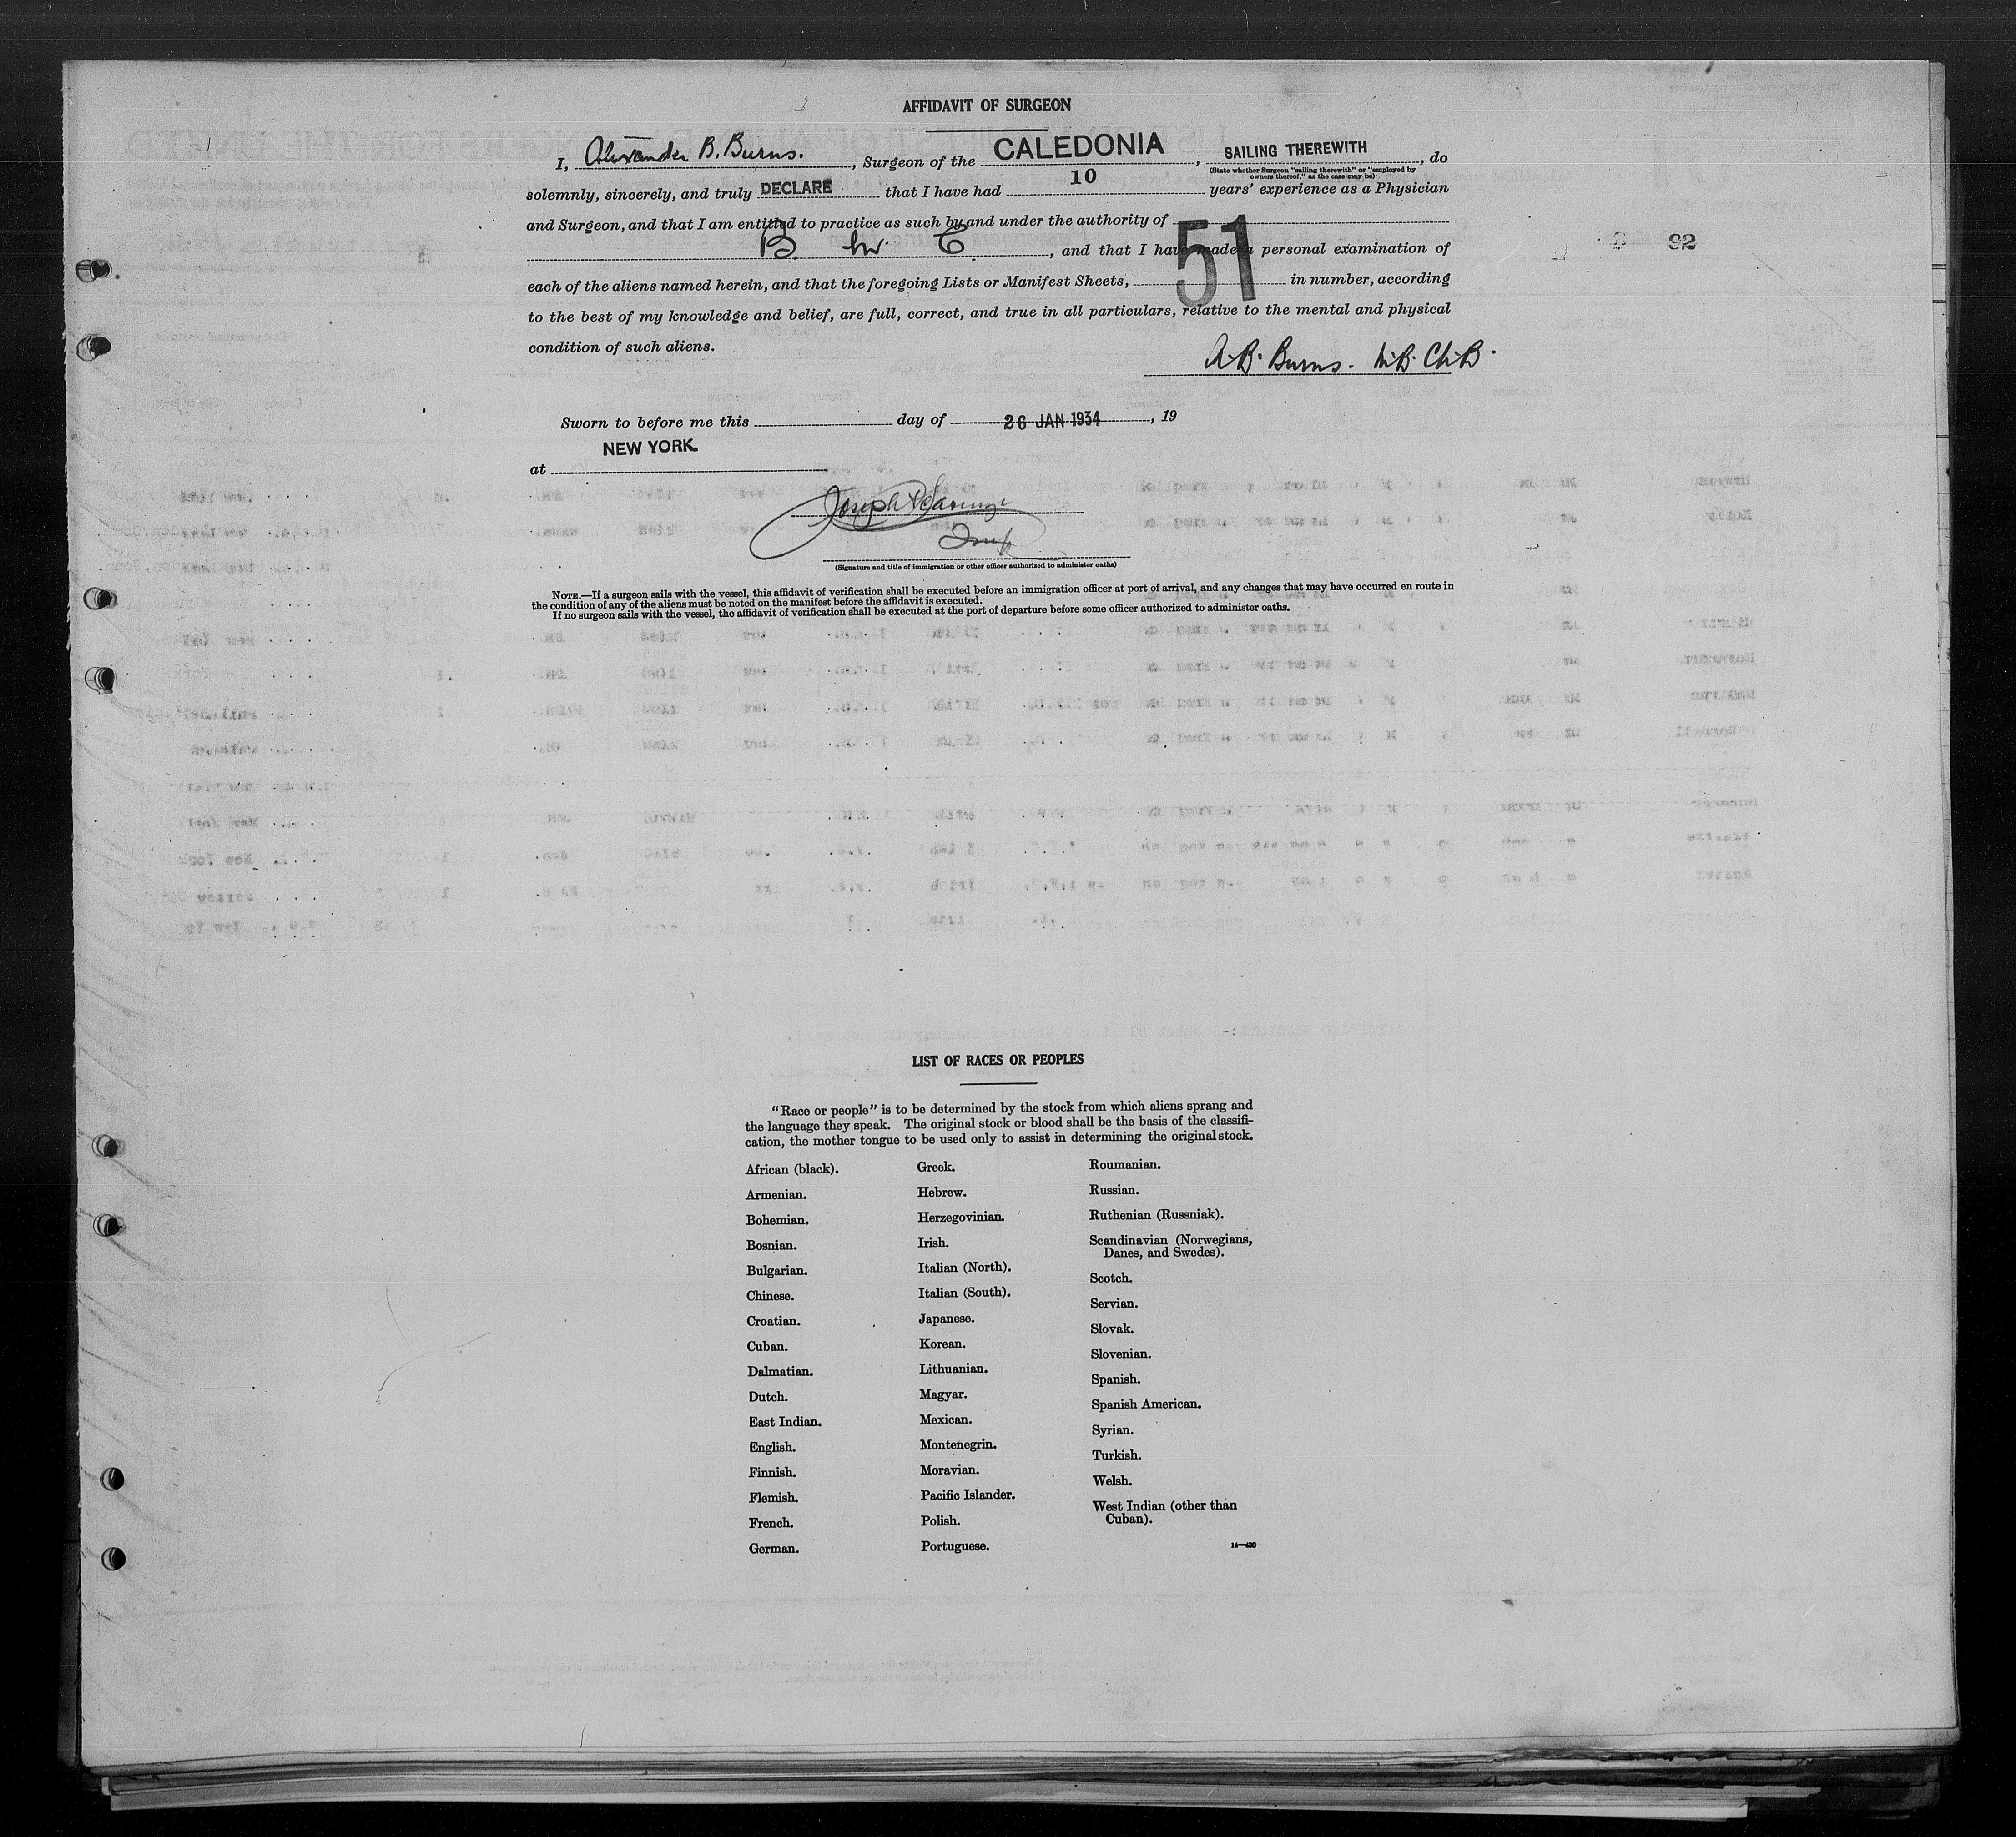 AFFIDAVIT OF SURGEON
I, Alexander B. Burns., Surgeon of the CALEDONIA, SAILING THEREWITH, do
(State whether Surgeon "sailing therewith" or "employed by
owners thereof," as the case may be)
solemnly, sincerely, and truly DECLARE that I have had 10 years' experience as a Physician
and Surgeon, and that I am entitled to practice as such by and under the authority of
B. M. C., and that I have made a personal examination of
each of the aliens named herein, and that the foregoing Lists or Manifest Sheets, 51 in number, according
to the best of my knowledge and belief, are full, correct, and true in all particulars, relative to the mental and physical
condition of such aliens.
A.B. Burns. M.B. Ch.B.
Sworn to before me this day of 26 JAN 1934, 19
at NEW YORK.
Joseph
(Signature and title of immigration or other officer authorized to administer oaths)
NOTE.—If a surgeon sails with the vessel, this affidavit of verification shall be executed before an immigration officer at port of arrival, and any changes that may have occurred en route in
the condition of any of the aliens must be noted on the manifest before the affidavit is executed.
If no surgeon sails with the vessel, the affidavit of verification shall be executed at the port of departure before some officer authorized to administer oaths.
92
LIST OF RACES OR PEOPLES
"Race or people" is to be determined by the stock from which aliens sprang and
the language they speak. The original stock or blood shall be the basis of the classifi-
cation, the mother tongue to be used only to assist in determining the original stock.
African (black).
Armenian.
Bohemian.
Bosnian.
Bulgarian.
Chinese.
Croatian.
Cuban.
Dalmatian.
Dutch.
East Indian.
English.
Finnish.
Flemish.
French.
German.
Greek.
Hebrew.
Herzegovinian.
Irish.
Italian (North).
Italian (South).
Japanese.
Korean.
Lithuanian.
Magyar.
Mexican.
Montenegrin.
Moravian.
Pacific Islander.
Polish.
Portuguese.
Roumanian.
Russian.
Ruthenian (Russniak).
Scandinavian (Norwegians,
Danes, and Swedes).
Scotch.
Servian.
Slovak.
Slovenian.
Spanish.
Spanish American.
Syrian.
Turkish.
Welsh.
West Indian (other than
Cuban).
14—430